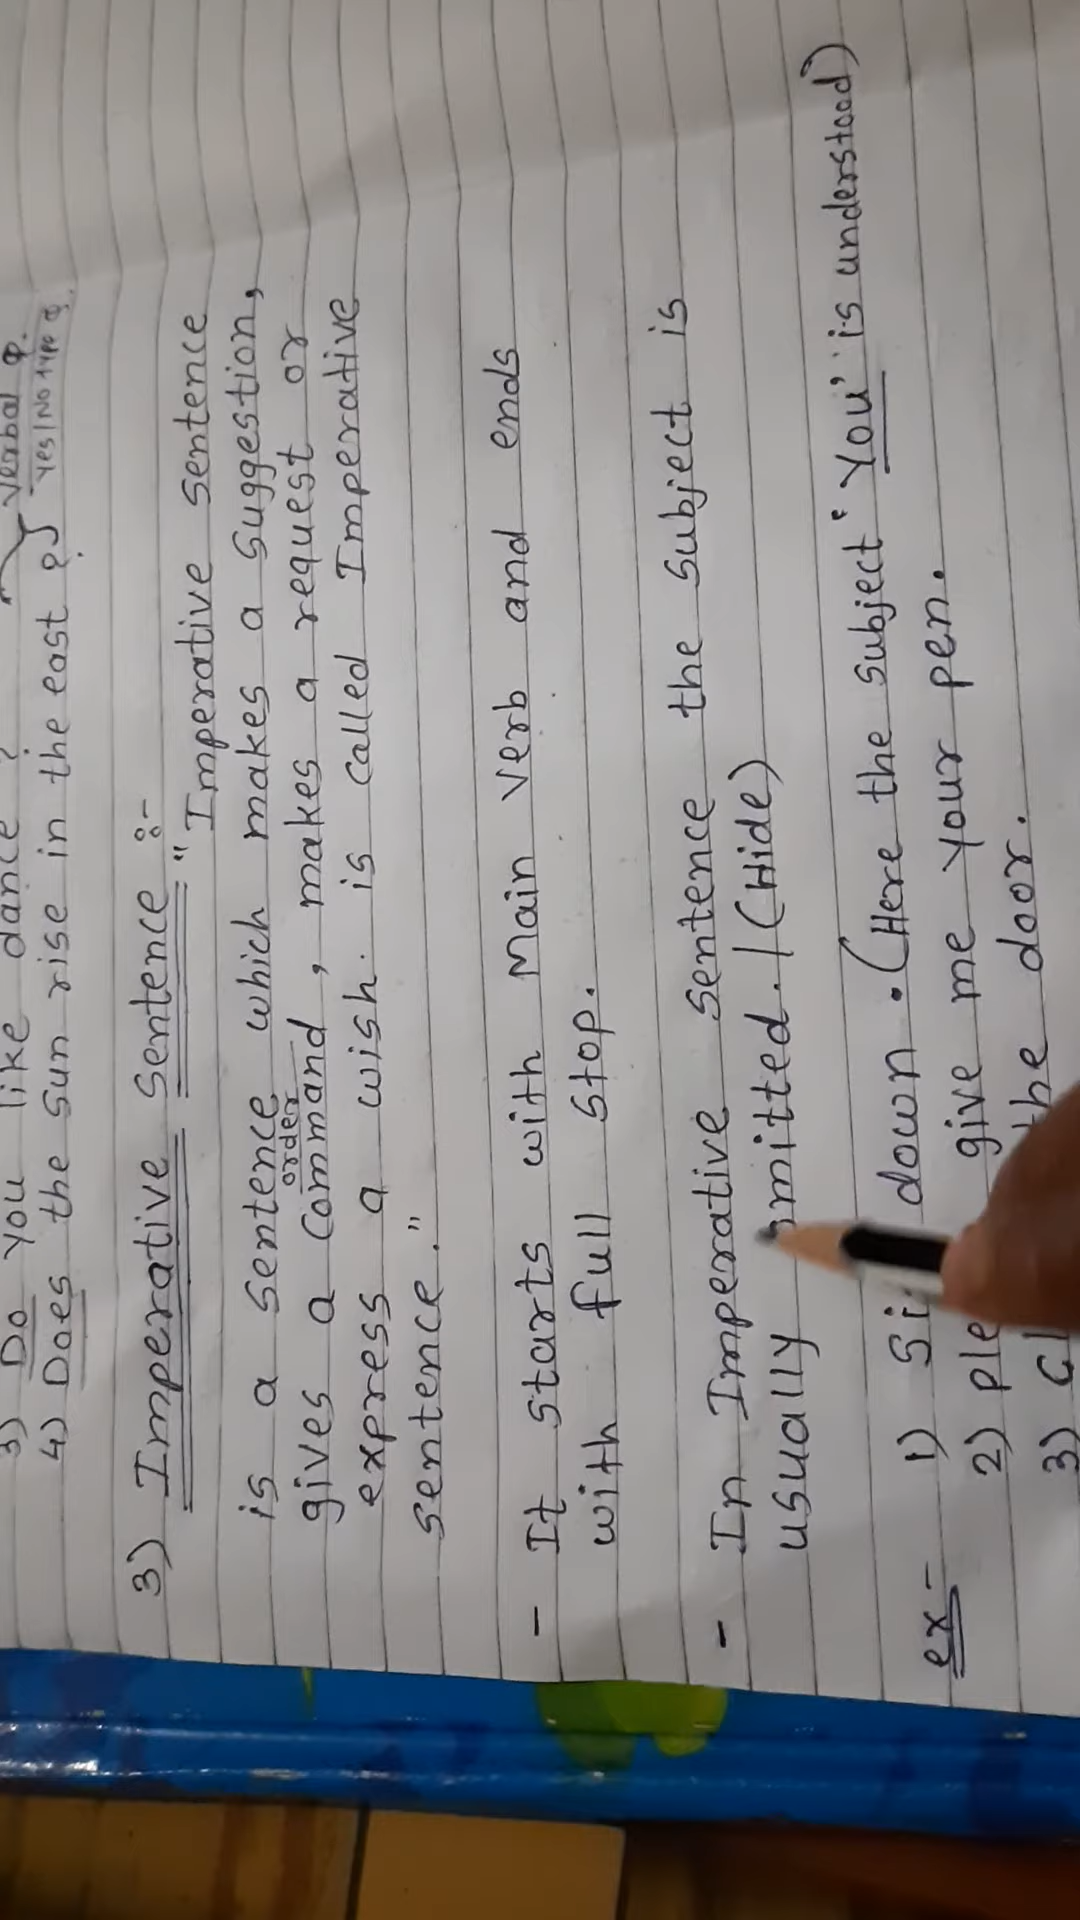 3) Do you like dance ? Verbal Q.
4) Does the sun rise in the east ? Yes/No type Q.
3) Imperative sentence :-
" Imperative sentence
is a sentence which makes a suggestion,
order
gives a command, makes a request or
express a wish. is called Imperative
sentence."
- It starts with Main verb and ends
with full stop.
- In Imperative sentence the subject is
usually omitted. / (Hide)
ex- 1) down. (Here the subject 'You' is understood)
2) give me your pen.
3) the door.